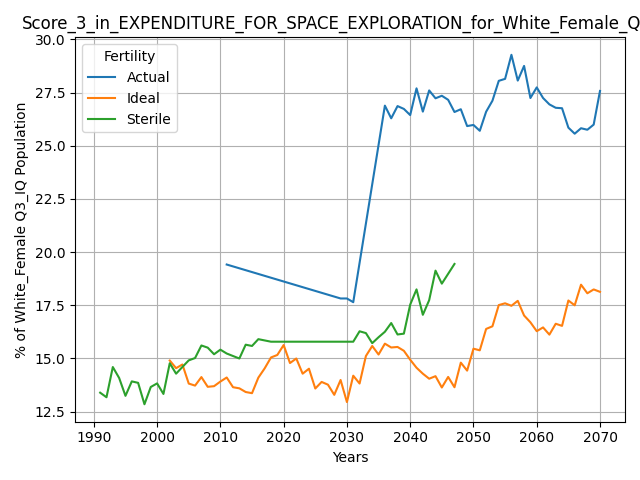 Score_3_in_EXPENDITURE_FOR_SPACE_EXPLORATION_for_White_Female_Q
Fertility
Actual
Ideal
Sterile
% of White_Female Q3_IQ Population
30.0
27.5
25.0
22.5
20.0
17.5
15.0
12.5
1990 2000 2010 2020 2030 2040 2050 2060 2070
Years